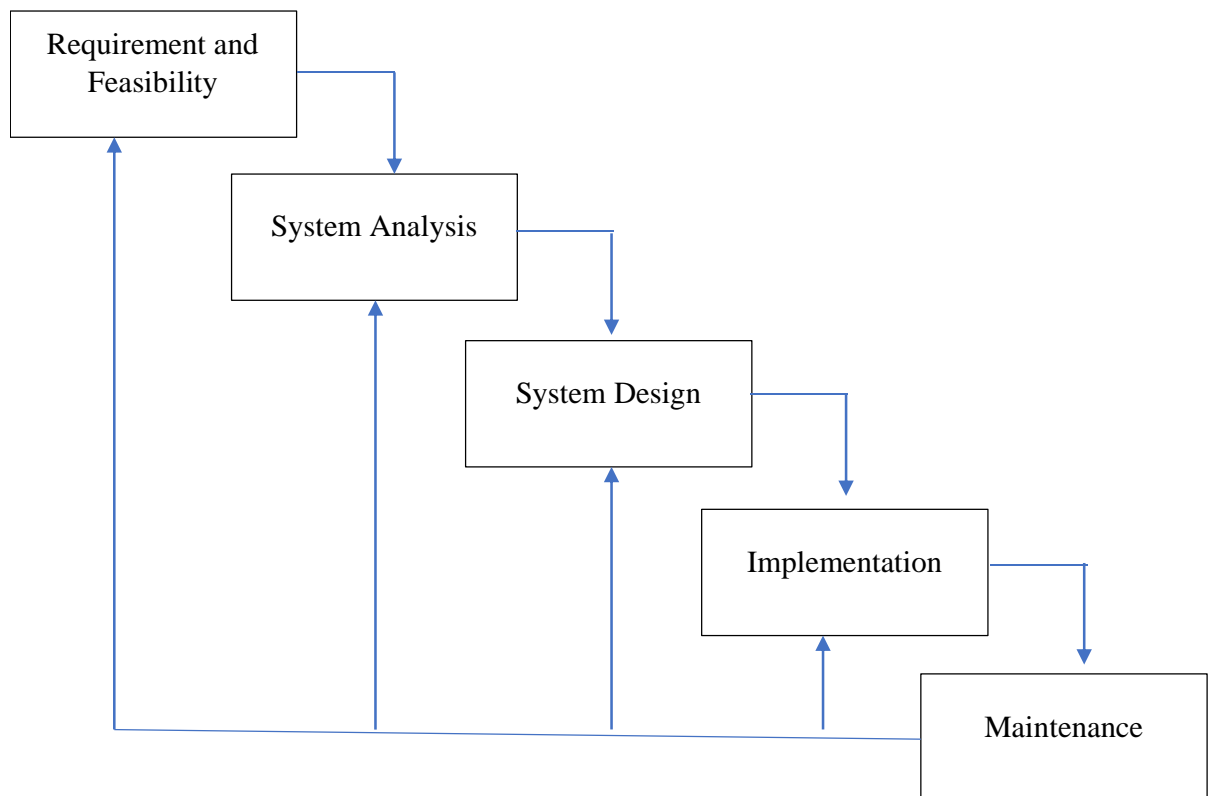 Requirement and
Feasibility
System Analysis
System Design
Implementation
Maintenance